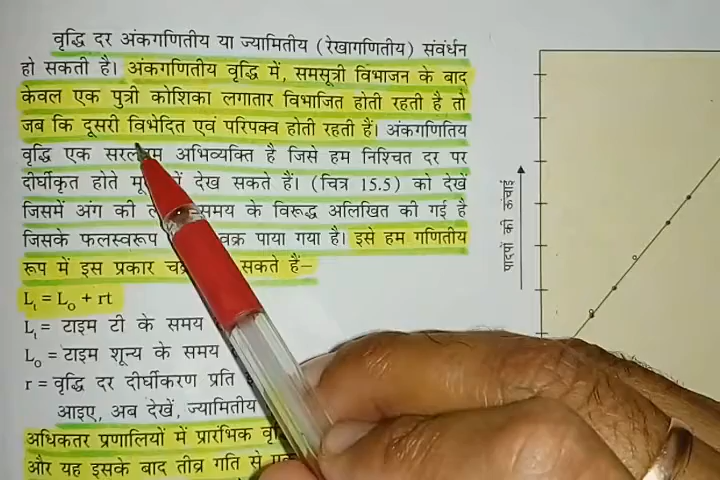 वृद्धि दर अंकगणितीय या ज्यामितीय (रेखागणितीय) संवंर्धन
हो सकती है। अंकगणितीय वृद्धि में, समसूत्री विभाजन के बाद
केवल एक पुत्री कोशिका लगातार विभाजित होती रहती है तो
जब कि दूसरी विभेदित एवं परिपक्व होती रहती हैं। अंकगणितिय
वृद्धि एक सरलतम अभिव्यक्ति है जिसे हम निश्चित दर पर
दीर्घीकृत होते में देख सकते हैं। (चित्र 15.5) को देखें
जिसमें अंग की समय के विरूद्ध अलिखित की गई है
जिसके फलस्वरूप वक्र पाया गया है। इसे हम गणितीय
रूप में इस प्रकार सकते हैं–
Lt = L0 + rt
Lt = टाइम टी के समय
L0 = टाइम शून्य के समय
r = वृद्धि दर दीर्घीकरण प्रति
आइए, अब देखें, ज्यामितीय
अधिकतर प्रणालियों में प्रारंभिक
और यह इसके बाद तीव्र गति से
पादपों की ऊंचाई